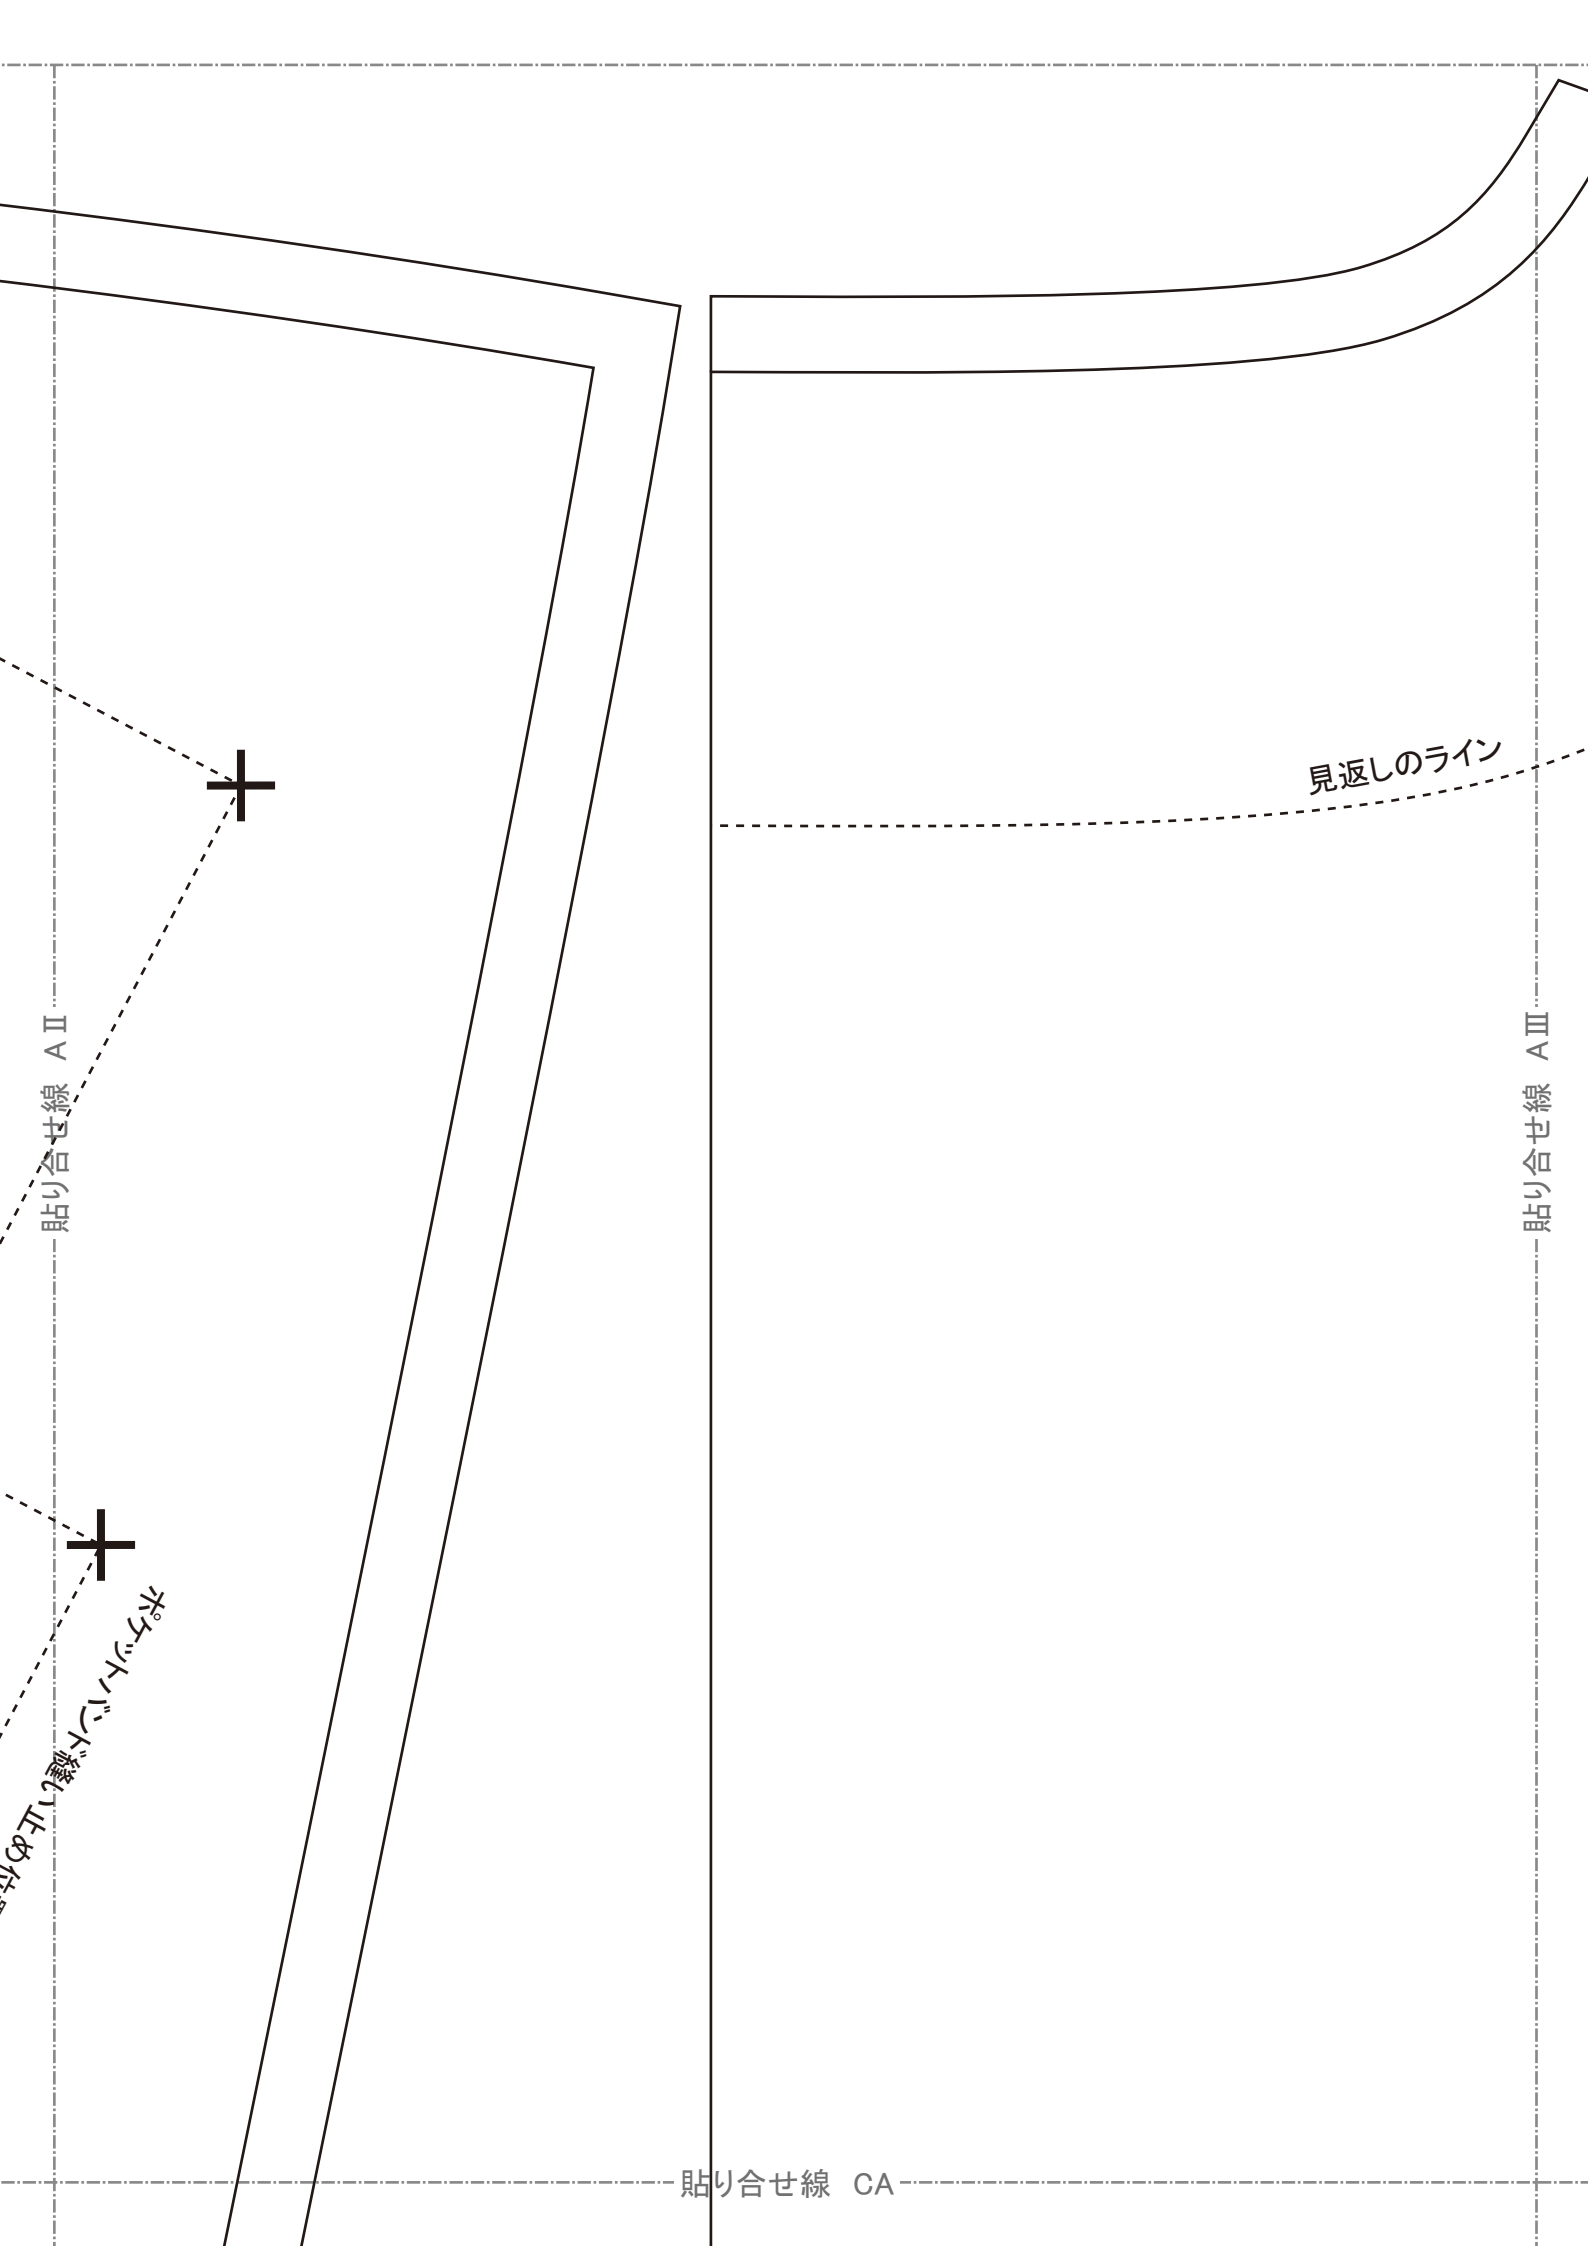 見返しのライン
貼り合せ線 AⅡ
貼り合せ線 AⅢ
ポケットバンド縫い止め位
貼り合せ線 CA